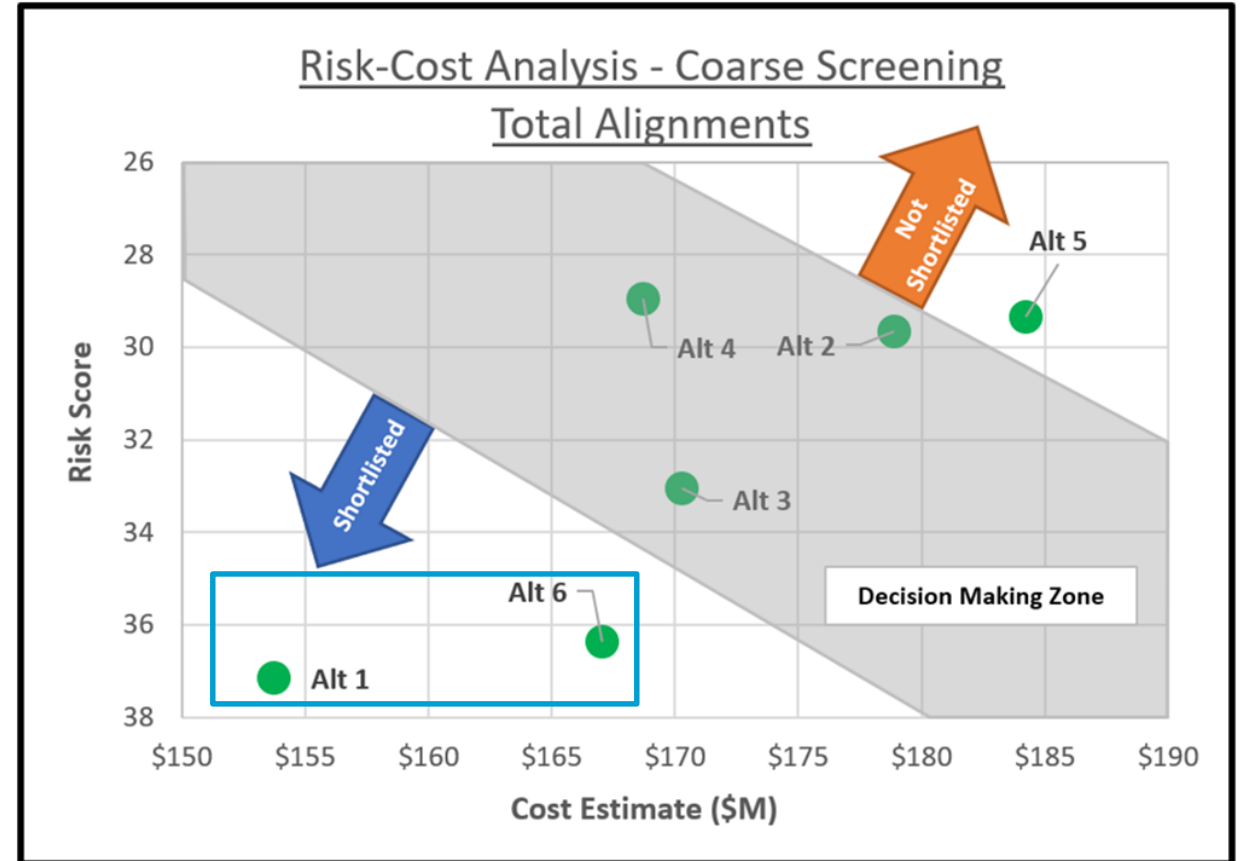 Risk-Cost Analysis - Coarse Screening
Total Alignments
26
28
30
32
34
36
38
Risk Score
Not
Shortlisted
Alt 5
Alt 4
Alt 2
Shortlisted
Alt 3
Alt 6
Decision Making Zone
Alt 1
$150
$155
$160
$165
$170
$175
$180
$185
$190
Cost Estimate ($M)